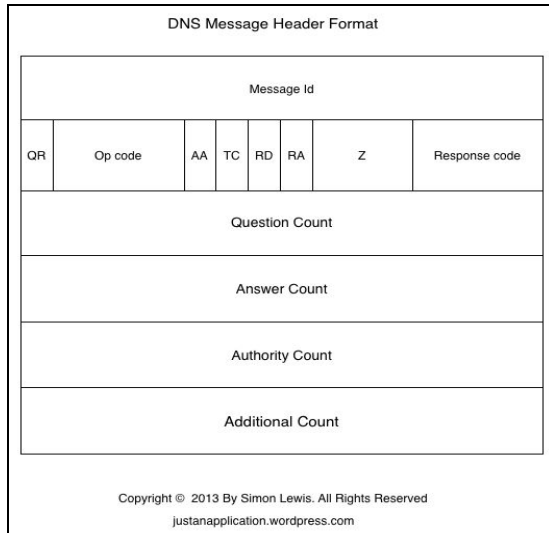 DNS Message Header Format
Message Id
QR Op code AA TC RD RA Z Response code
Question Count
Answer Count
Authority Count
Additional Count
Copyright © 2013 By Simon Lewis. All Rights Reserved
justanapplication.wordpress.com